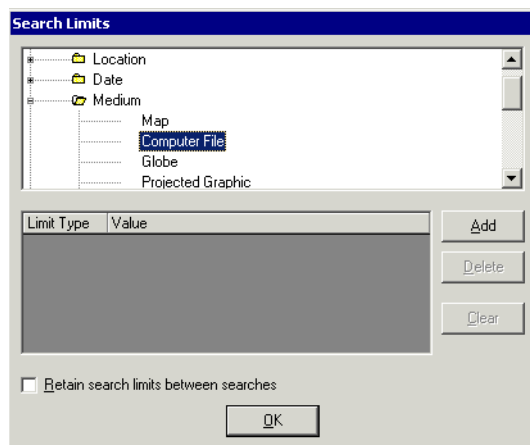 Search Limits
Location
Date
Medium
Map
Computer File
Globe
Projected Graphic
Limit Type Value
Add
Delete
Clear
Retain search limits between searches
OK